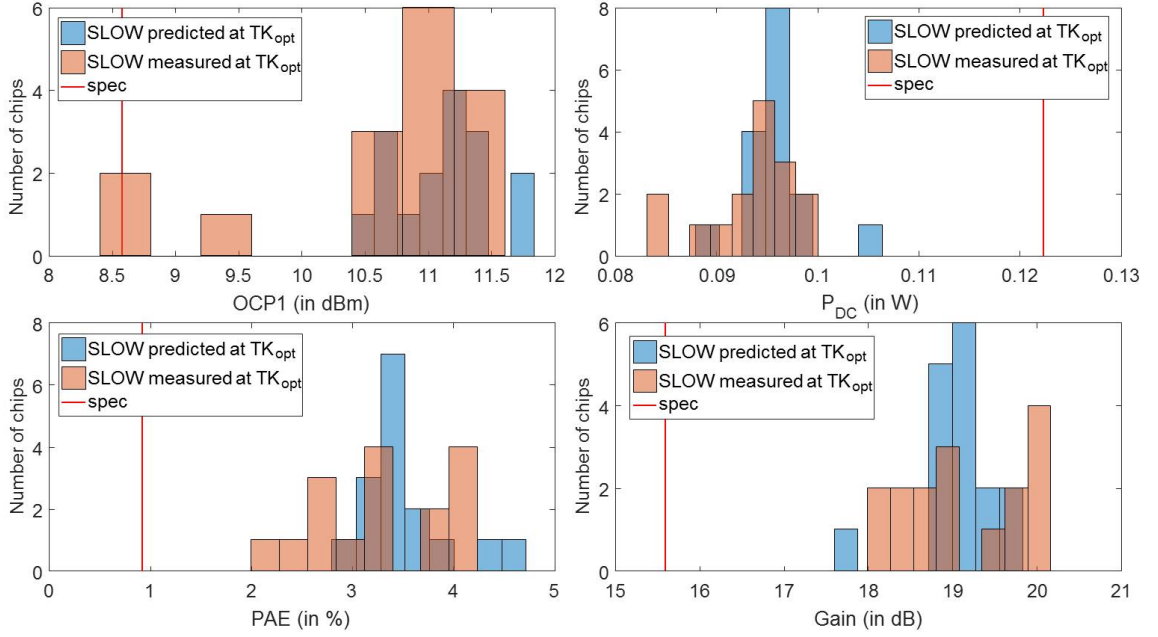 6
4
2
0
Number of chips
SLOW predicted at TKopt
SLOW measured at TKopt
spec
8 8.5 9 9.5 10 10.5 11 11.5 12
OCP1 (in dBm)
8
6
4
2
0
Number of chips
SLOW predicted at TKopt
SLOW measured at TKopt
spec
0.08 0.09 0.1 0.11 0.12 0.13
PDC (in W)
8
6
4
2
0
Number of chips
SLOW predicted at TKopt
SLOW measured at TKopt
spec
0 1 2 3 4 5
PAE (in %)
6
4
2
0
Number of chips
SLOW predicted at TKopt
SLOW measured at TKopt
spec
15 16 17 18 19 20 21
Gain (in dB)